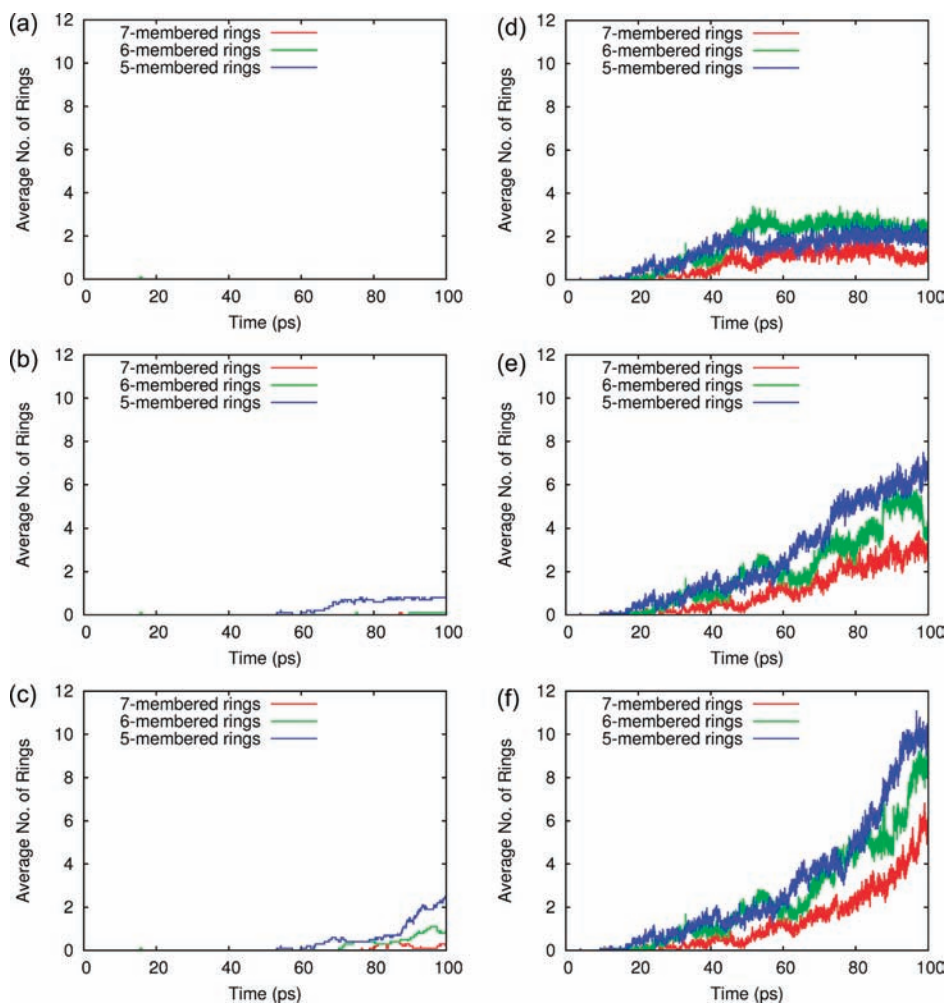 (a)
12
10
8
6
4
2
0
Average No. of Rings
7-membered rings
6-membered rings
5-membered rings
0 20 40 60 80 100
Time (ps)
(d)
12
10
8
6
4
2
0
Average No. of Rings
7-membered rings
6-membered rings
5-membered rings
0 20 40 60 80 100
Time (ps)
(b)
12
10
8
6
4
2
0
Average No. of Rings
7-membered rings
6-membered rings
5-membered rings
0 20 40 60 80 100
Time (ps)
(e)
12
10
8
6
4
2
0
Average No. of Rings
7-membered rings
6-membered rings
5-membered rings
0 20 40 60 80 100
Time (ps)
(c)
12
10
8
6
4
2
0
Average No. of Rings
7-membered rings
6-membered rings
5-membered rings
0 20 40 60 80 100
Time (ps)
(f)
12
10
8
6
4
2
0
Average No. of Rings
7-membered rings
6-membered rings
5-membered rings
0 20 40 60 80 100
Time (ps)